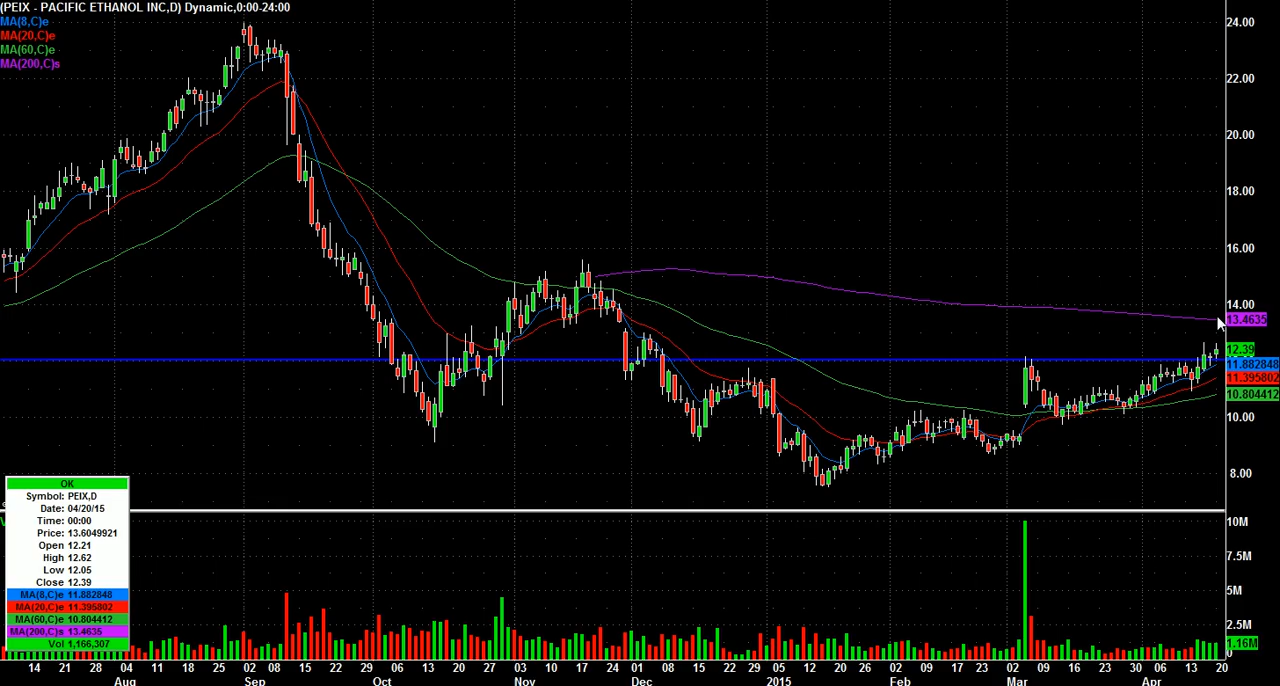 (PEIX - PACIFIC ETHANOL INC,D) Dynamic,0:00-24:00
MA(8,C)e
MA(20,C)e
MA(60,C)e
MA(200,C)s
24.00
22.00
20.00
18.00
16.00
14.00
13.4635
12.39
11.882848
11.395802
10.804412
10.00
8.00
OK
Symbol: PEIX,D
Date: 04/20/15
Time: 00:00
Price: 13.6049921
Open 12.21
High 12.62
Low 12.05
Close 12.39
MA(8,C)e 11.882848
MA(20,C)e 11.395802
MA(60,C)e 10.804412
MA(200,C)s 13.4635
Vol 1,166,307
10M
7.5M
5M
2.5M
1.16M
0
14 21 28 04 11 18 25 02 08 15 22 29 06 13 20 27 03 10 17 24 01 08 15 22 29 05 12 20 26 02 09 17 23 02 09 16 23 30 06 13 20
Aug Sep Oct Nov Dec 2015 Feb Mar Apr